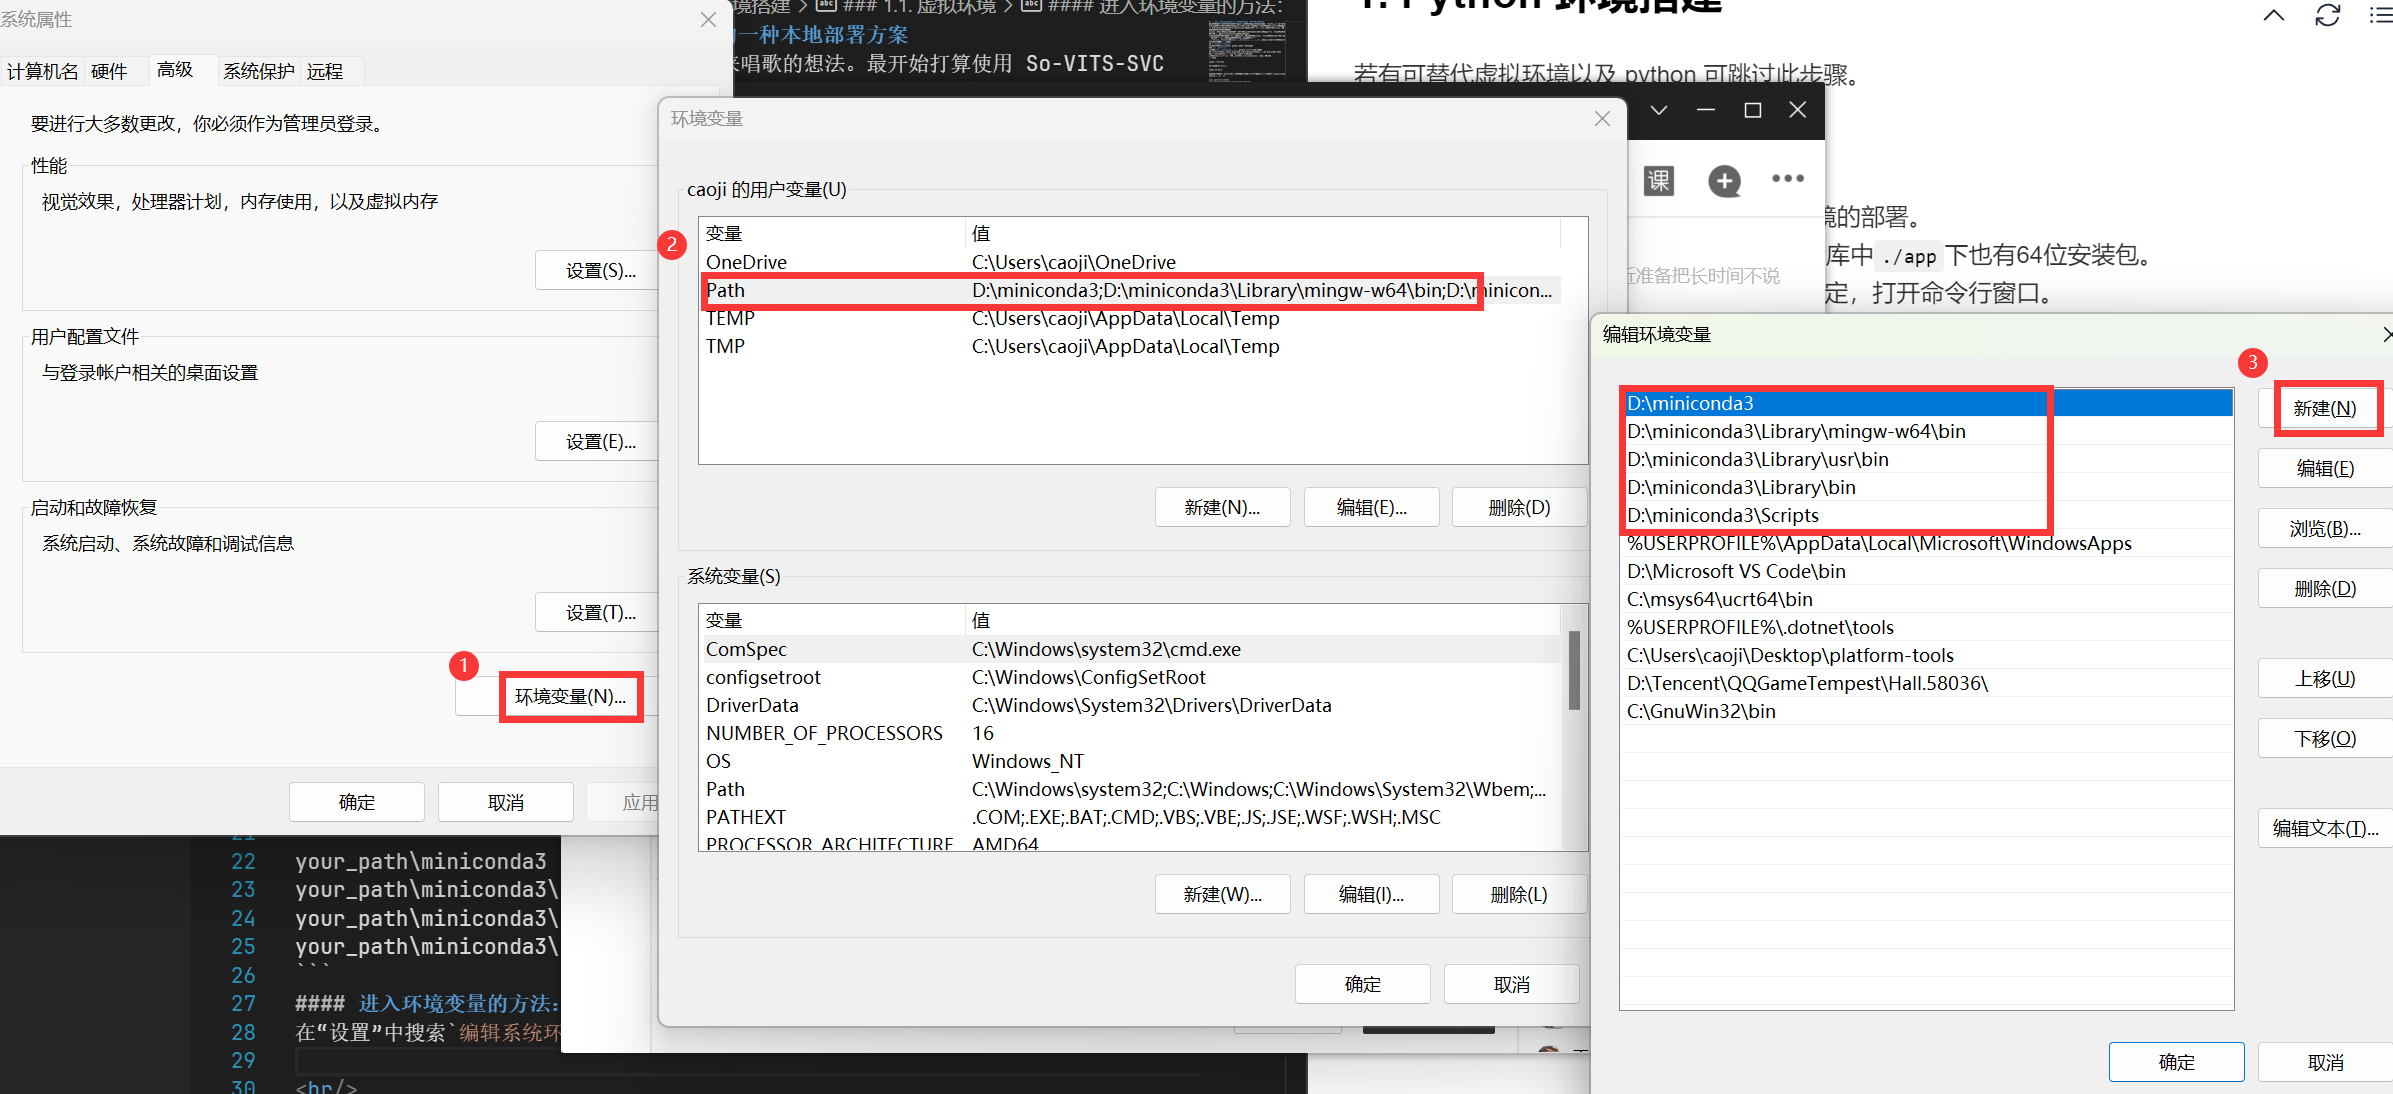 系统属性
计算机名
硬件
高级
系统保护
远程
要进行大多数更改，你必须作为管理员登录。
性能
视觉效果，处理器计划，内存使用，以及虚拟内存
设置(S)...
用户配置文件
与登录帐户相关的桌面设置
设置(E)...
启动和故障恢复
系统启动、系统故障和调试信息
设置(T)...
1
环境变量(N)...
确定
取消
应用
境搭建 > ### 1.1. 虚拟环境 > #### 进入环境变量的方法:
一种本地部署方案
唱歌的想法。最开始打算使用 So-VITS-SVC
若有可替代虚拟环境以及 python 可跳过此步骤。
课
境的部署。
库中 ./app 下也有64位安装包。
近准备把长时间不说
定，打开命令行窗口。
环境变量
caoji 的用户变量(U)
2
变量 值
OneDrive C:\Users\caoji\OneDrive
Path D:\miniconda3;D:\miniconda3\Library\mingw-w64\bin;D:\minicon...
TEMP C:\Users\caoji\AppData\Local\Temp
TMP C:\Users\caoji\AppData\Local\Temp
新建(N)...
编辑(E)...
删除(D)
系统变量(S)
变量 值
ComSpec C:\Windows\system32\cmd.exe
configsetroot C:\Windows\ConfigSetRoot
DriverData C:\Windows\System32\Drivers\DriverData
NUMBER_OF_PROCESSORS 16
OS Windows_NT
Path C:\Windows\system32;C:\Windows;C:\Windows\System32\Wbem;...
PATHEXT .COM;.EXE;.BAT;.CMD;.VBS;.VBE;.JS;.JSE;.WSF;.WSH;.MSC
PROCESSOR_ARCHITECTURE AMD64
新建(W)...
编辑(I)...
删除(L)
确定
取消
编辑环境变量
3
D:\miniconda3
D:\miniconda3\Library\mingw-w64\bin
D:\miniconda3\Library\usr\bin
D:\miniconda3\Library\bin
D:\miniconda3\Scripts
%USERPROFILE%\AppData\Local\Microsoft\WindowsApps
D:\Microsoft VS Code\bin
C:\msys64\ucrt64\bin
%USERPROFILE%\.dotnet\tools
C:\Users\caoji\Desktop\platform-tools
D:\Tencent\QQGameTempest\Hall.58036\
C:\GnuWin32\bin
新建(N)
编辑(E)
浏览(B)...
删除(D)
上移(U)
下移(O)
编辑文本(T)...
确定
取消
22 your_path\miniconda3
23 your_path\miniconda3\
24 your_path\miniconda3\
25 your_path\miniconda3\
26 ```
27 #### 进入环境变量的方法:
28 在“设置”中搜索`编辑系统环
29
30 <br/>